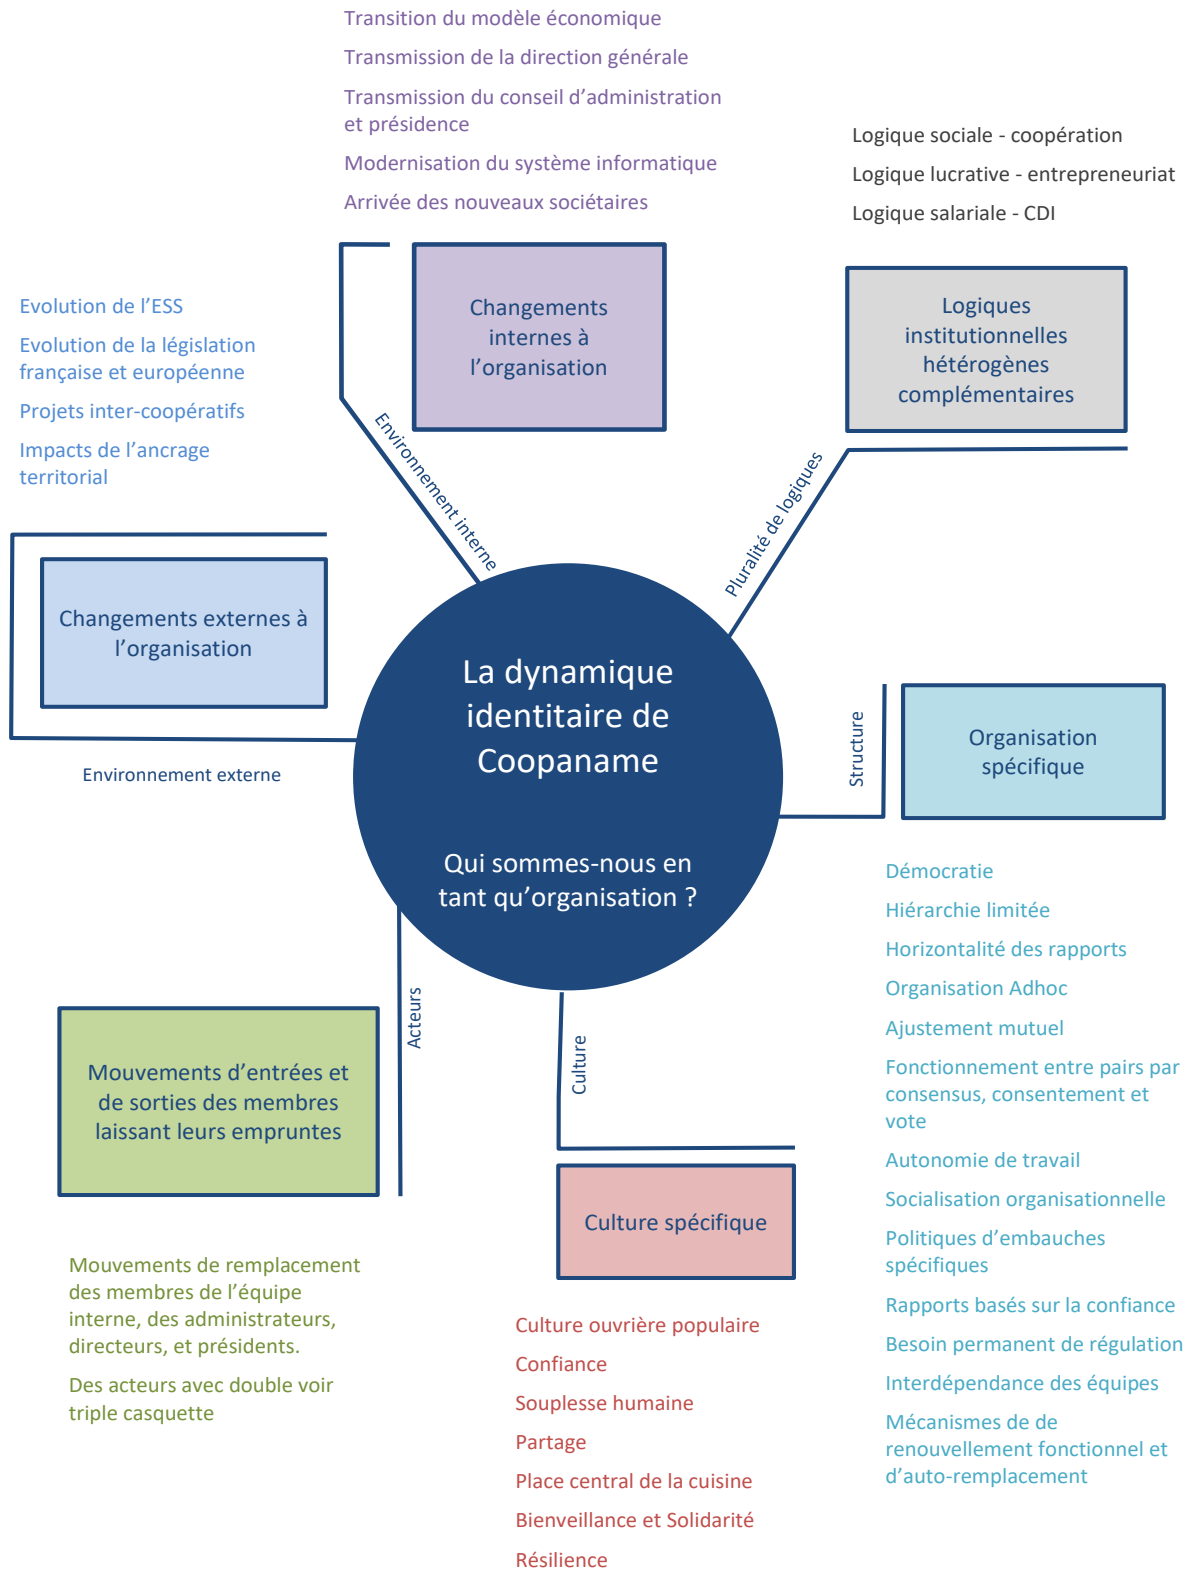 Transition du modèle économique
Transmission de la direction générale
Transmission du conseil d’administration
et présidence
Modernisation du système informatique
Arrivée des nouveaux sociétaires
Logique sociale - coopération
Logique lucrative - entrepreneuriat
Logique salariale - CDI
Changements
internes à
l’organisation
Logiques
institutionnelles
hétérogènes
complémentaires
Evolution de l’ESS
Evolution de la législation
française et européenne
Projets inter-coopératifs
Impacts de l’ancrage
territorial
Environnement interne
Pluralité de logiques
Changements externes à
l’organisation
Environnement externe
La dynamique
identitaire de
Coopaname
Qui sommes-nous en
tant qu’organisation ?
Structure
Organisation
spécifique
Démocratie
Hiérarchie limitée
Horizontalité des rapports
Organisation Adhoc
Ajustement mutuel
Fonctionnement entre pairs par
consensus, consentement et
vote
Autonomie de travail
Socialisation organisationnelle
Politiques d’embauches
spécifiques
Rapports basés sur la confiance
Besoin permanent de régulation
Interdépendance des équipes
Mécanismes de de
renouvellement fonctionnel et
d’auto-remplacement
Acteurs
Mouvements d’entrées et
de sorties des membres
laissant leurs empruntes
Mouvements de remplacement
des membres de l’équipe
interne, des administrateurs,
directeurs, et présidents.
Des acteurs avec double voir
triple casquette
Culture
Culture spécifique
Culture ouvrière populaire
Confiance
Souplesse humaine
Partage
Place central de la cuisine
Bienveillance et Solidarité
Résilience